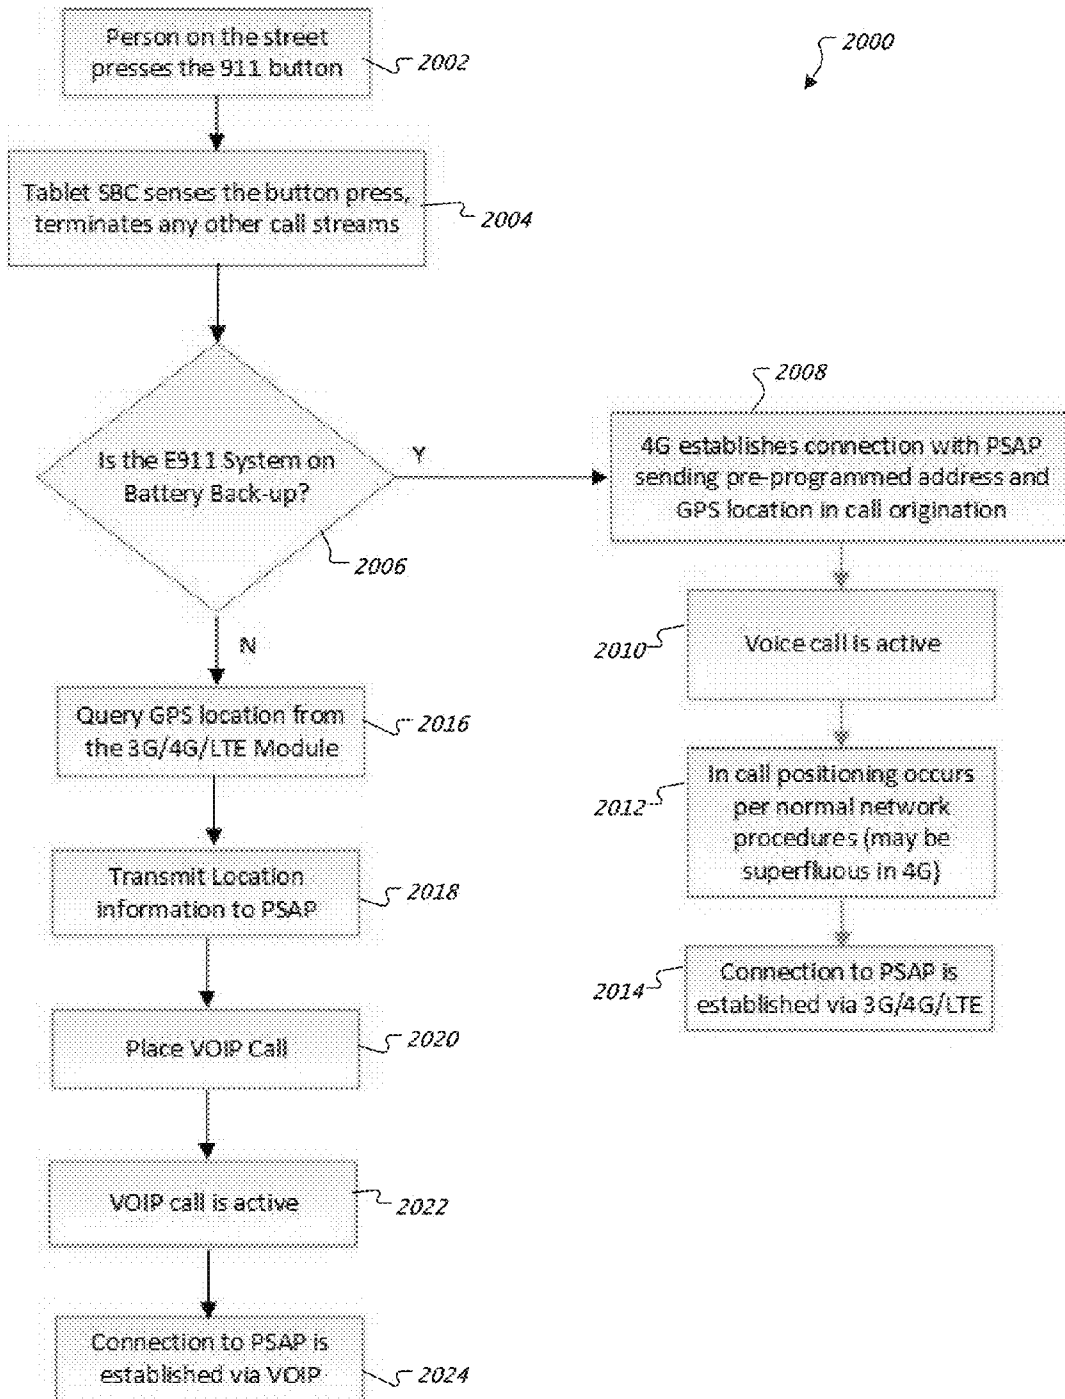 Person on the street
presses the 911 button
2002
2000
Tablet SBC senses the button press,
terminates any other call streams
2004
Is the E911 System on
Battery Back-up?
2006
Y
N
2008
4G establishes connection with PSAP
sending pre-programmed address and
GPS location in call origination
2010
Voice call is active
2012
In call positioning occurs
per normal network
procedures (may be
superfluous in 4G)
2014
Connection to PSAP is
established via 3G/4G/LTE
Query GPS location from
the 3G/4G/LTE Module
2016
Transmit Location
information to PSAP
2018
Place VOIP Call
2020
VOIP call is active
2022
Connection to PSAP is
established via VOIP
2024